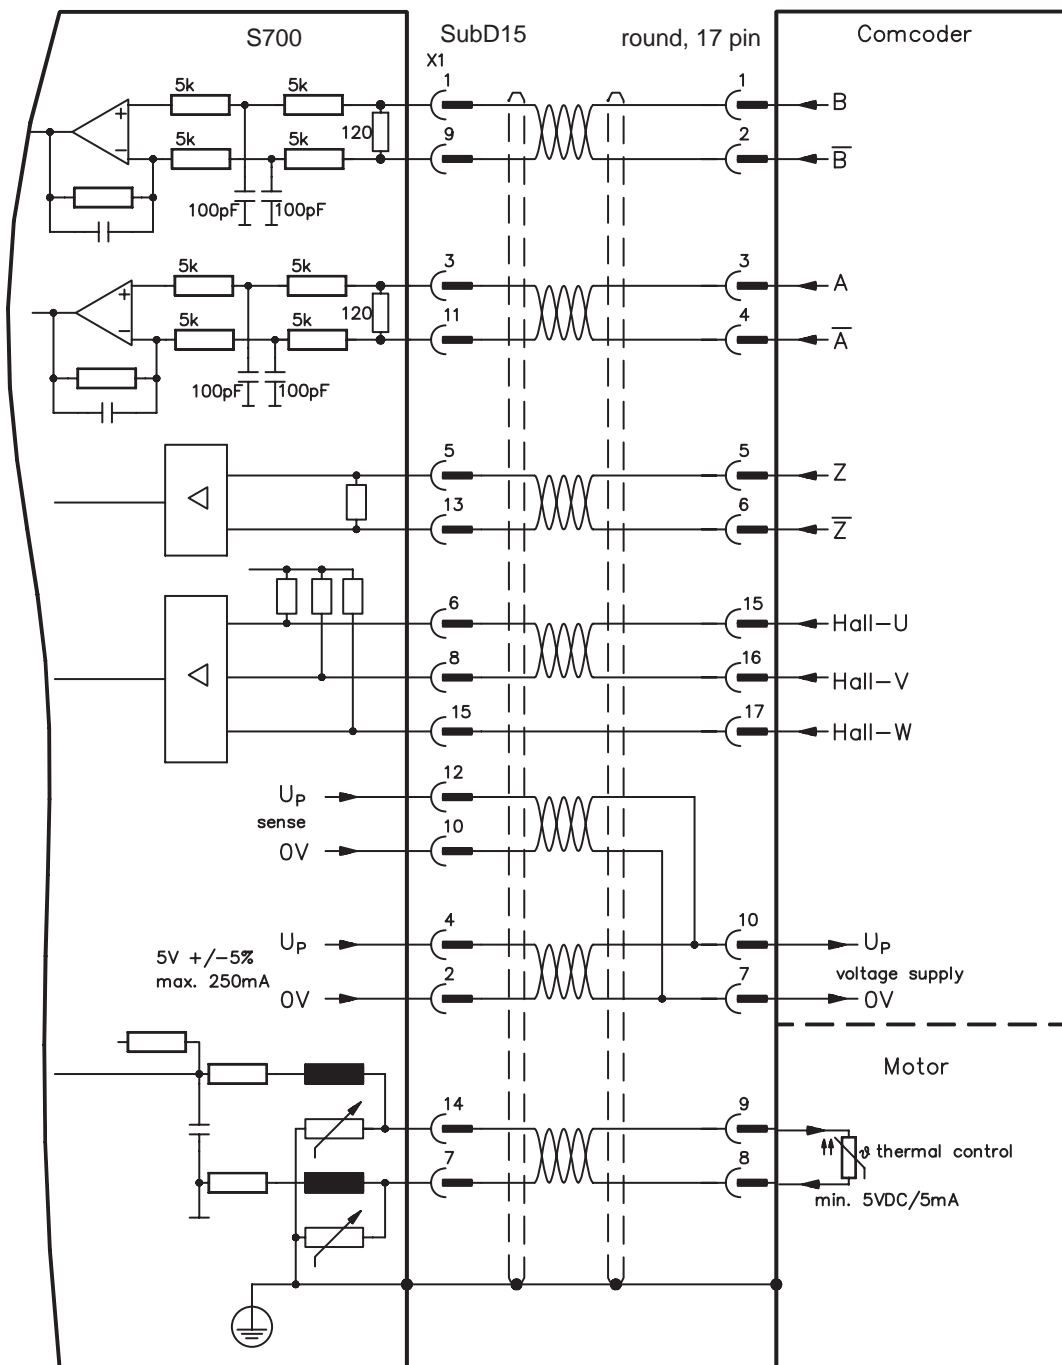 S700 SubD15 round, 17 pin Comcoder
X1
5k 5k 1 1 B
120
5k 5k 9 2 B̅
100pF 100pF
5k 5k 3 3 A
120
5k 5k 11 4 A̅
100pF 100pF
5 5 Z
13 6 Z̅
6 15 Hall-U
8 16 Hall-V
15 17 Hall-W
UP 12
sense
0V 10
5V +/-5% UP 4 10 UP
max. 250mA voltage supply
0V 2 7 0V
Motor
14 9
ϑ thermal control
7 8
min. 5VDC/5mA